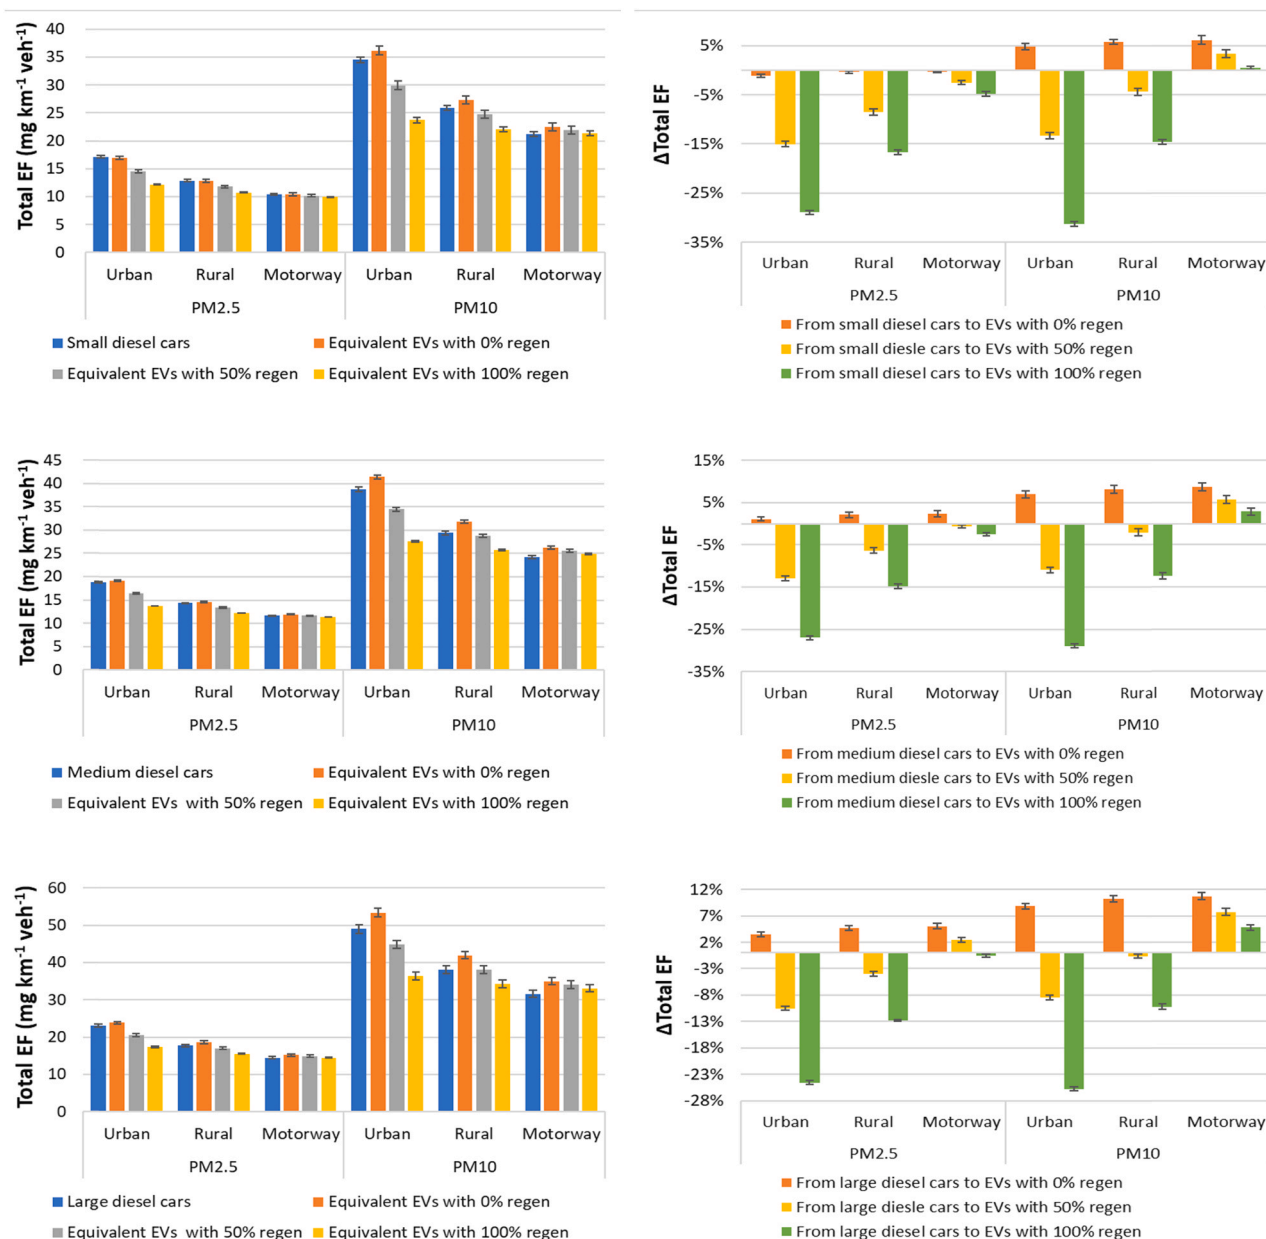 Total EF (mg km⁻¹ veh⁻¹)
40
35
30
25
20
15
10
5
0
Urban Rural Motorway Urban Rural Motorway
PM2.5 PM10
Small diesel cars Equivalent EVs with 0% regen
Equivalent EVs with 50% regen Equivalent EVs with 100% regen
ΔTotal EF
5%
-5%
-15%
-25%
-35%
Urban Rural Motorway Urban Rural Motorway
PM2.5 PM10
From small diesel cars to EVs with 0% regen
From small diesle cars to EVs with 50% regen
From small diesel cars to EVs with 100% regen
Total EF (mg km⁻¹ veh⁻¹)
45
40
35
30
25
20
15
10
5
0
Urban Rural Motorway Urban Rural Motorway
PM2.5 PM10
Medium diesel cars Equivalent EVs with 0% regen
Equivalent EVs with 50% regen Equivalent EVs with 100% regen
ΔTotal EF
15%
5%
-5%
-15%
-25%
-35%
Urban Rural Motorway Urban Rural Motorway
PM2.5 PM10
From medium diesel cars to EVs with 0% regen
From medium diesle cars to EVs with 50% regen
From medium diesel cars to EVs with 100% regen
Total EF (mg km⁻¹ veh⁻¹)
60
50
40
30
20
10
0
Urban Rural Motorway Urban Rural Motorway
PM2.5 PM10
Large diesel cars Equivalent EVs with 0% regen
Equivalent EVs with 50% regen Equivalent EVs with 100% regen
ΔTotal EF
12%
7%
2%
-3%
-8%
-13%
-18%
-23%
-28%
Urban Rural Motorway Urban Rural Motorway
PM2.5 PM10
From large diesel cars to EVs with 0% regen
From large diesle cars to EVs with 50% regen
From large diesel cars to EVs with 100% regen